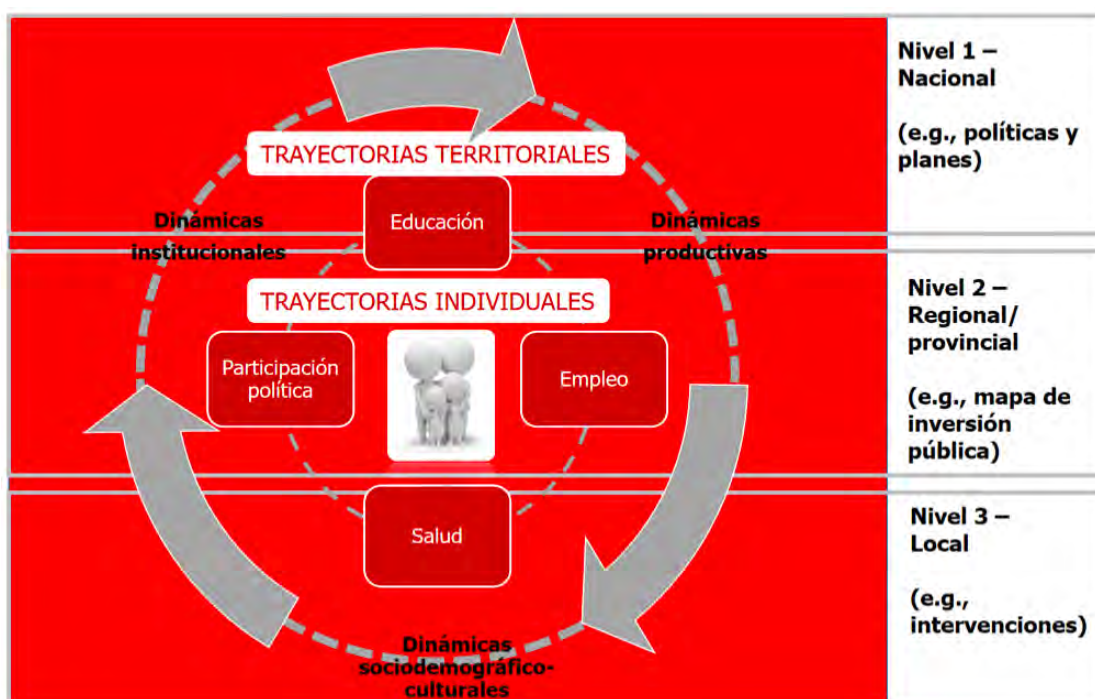 TRAYECTORIAS TERRITORIALES
Educación
Dinámicas
institucionales
Dinámicas
productivas
TRAYECTORIAS INDIVIDUALES
Participación
política
Empleo
Salud
Dinámicas
sociodemográfico-
culturales
Nivel 1 –
Nacional
(e.g., políticas y
planes)
Nivel 2 –
Regional/
provincial
(e.g., mapa de
inversión
pública)
Nivel 3 –
Local
(e.g.,
intervenciones)